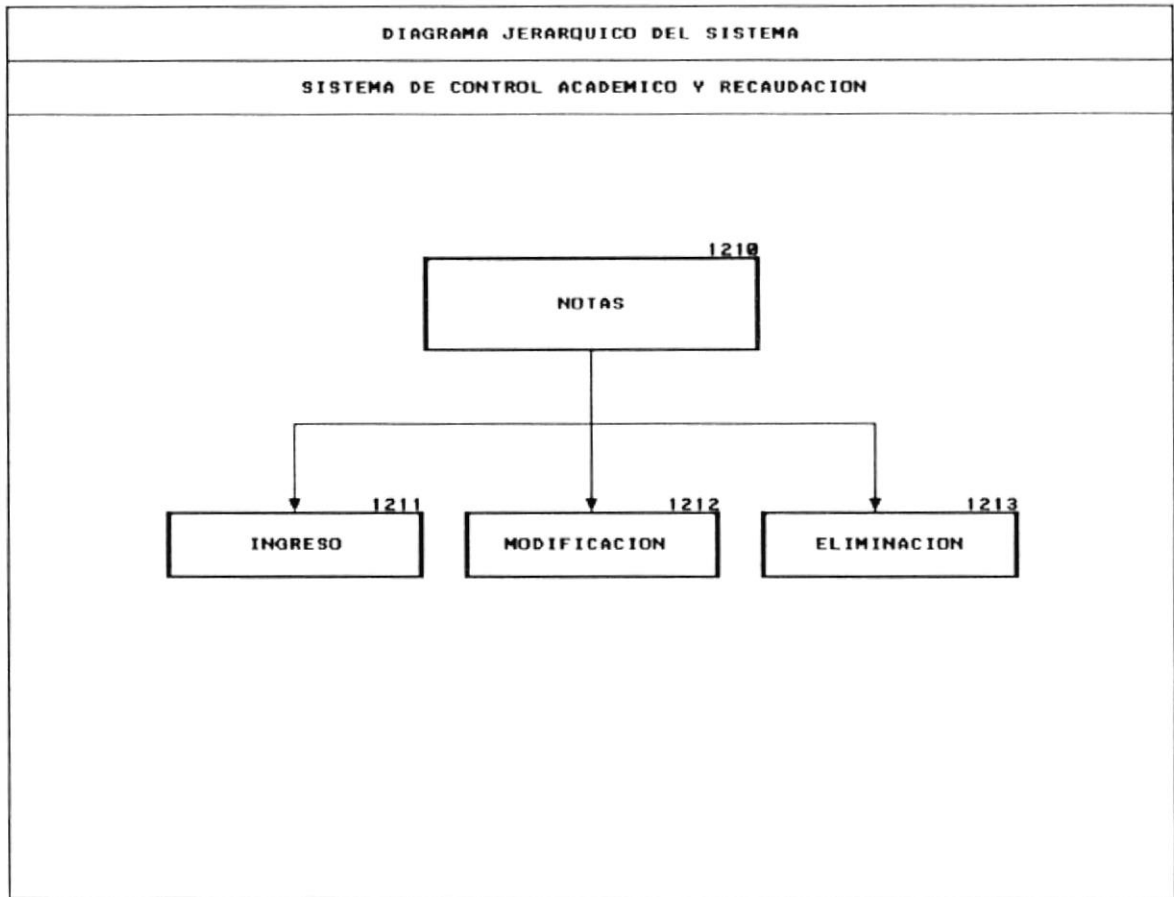 DIAGRAMA JERARQUICO DEL SISTEMA
SISTEMA DE CONTROL ACADEMICO Y RECAUDACION
1210
NOTAS
1211
1212
1213
INGRESO
MODIFICACION
ELIMINACION